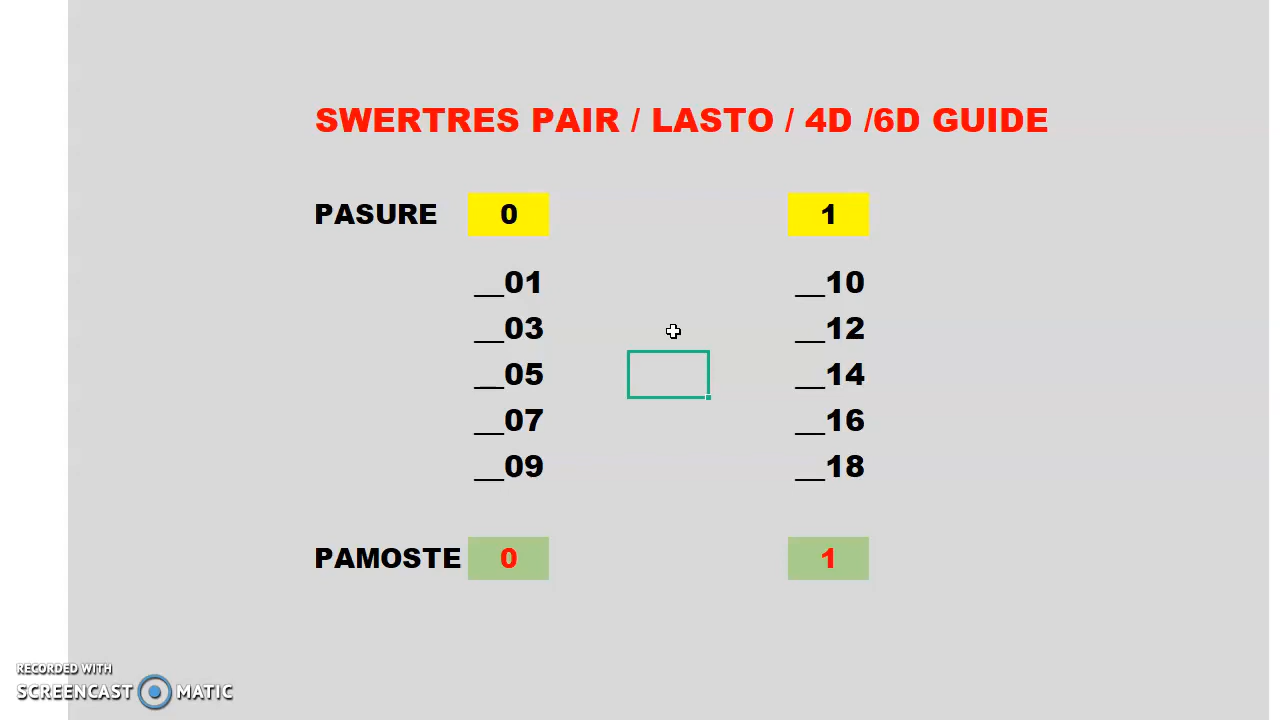 SWERTRES PAIR / LASTO / 4D /6D GUIDE
PASURE 0 1
__01 __10
__03 __12
__05 __14
__07 __16
__09 __18
PAMOSTE 0 1
RECORDED WITH
SCREENCAST MATIC